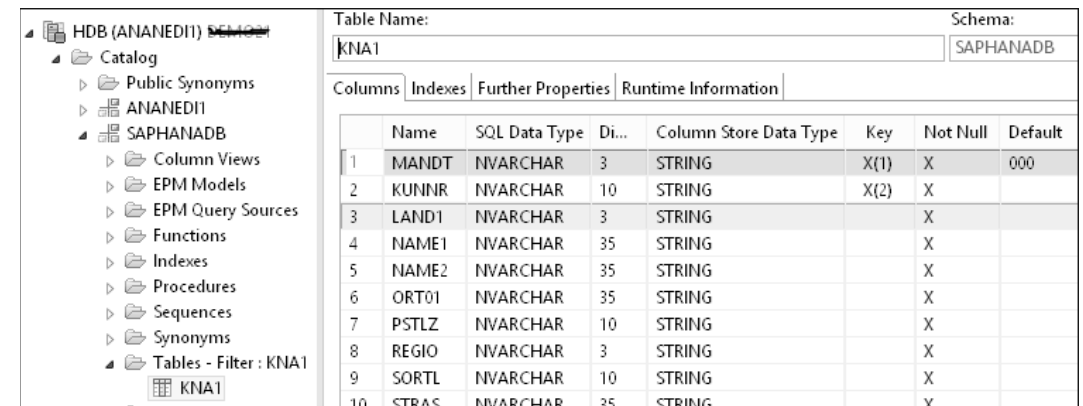 HDB (ANANEDI1)
Catalog
Public Synonyms
ANANEDI1
SAPHANADB
Column Views
EPM Models
EPM Query Sources
Functions
Indexes
Procedures
Sequences
Synonyms
Tables - Filter : KNA1
KNA1
Table Name: Schema:
KNA1 SAPHANADB
Columns Indexes Further Properties Runtime Information
Name SQL Data Type Di... Column Store Data Type Key Not Null Default
1 MANDT NVARCHAR 3 STRING X(1) X 000
2 KUNNR NVARCHAR 10 STRING X(2) X
3 LAND1 NVARCHAR 3 STRING X
4 NAME1 NVARCHAR 35 STRING X
5 NAME2 NVARCHAR 35 STRING X
6 ORT01 NVARCHAR 35 STRING X
7 PSTLZ NVARCHAR 10 STRING X
8 REGIO NVARCHAR 3 STRING X
9 SORTL NVARCHAR 10 STRING X
10 STRAS NVARCHAR 35 STRING X